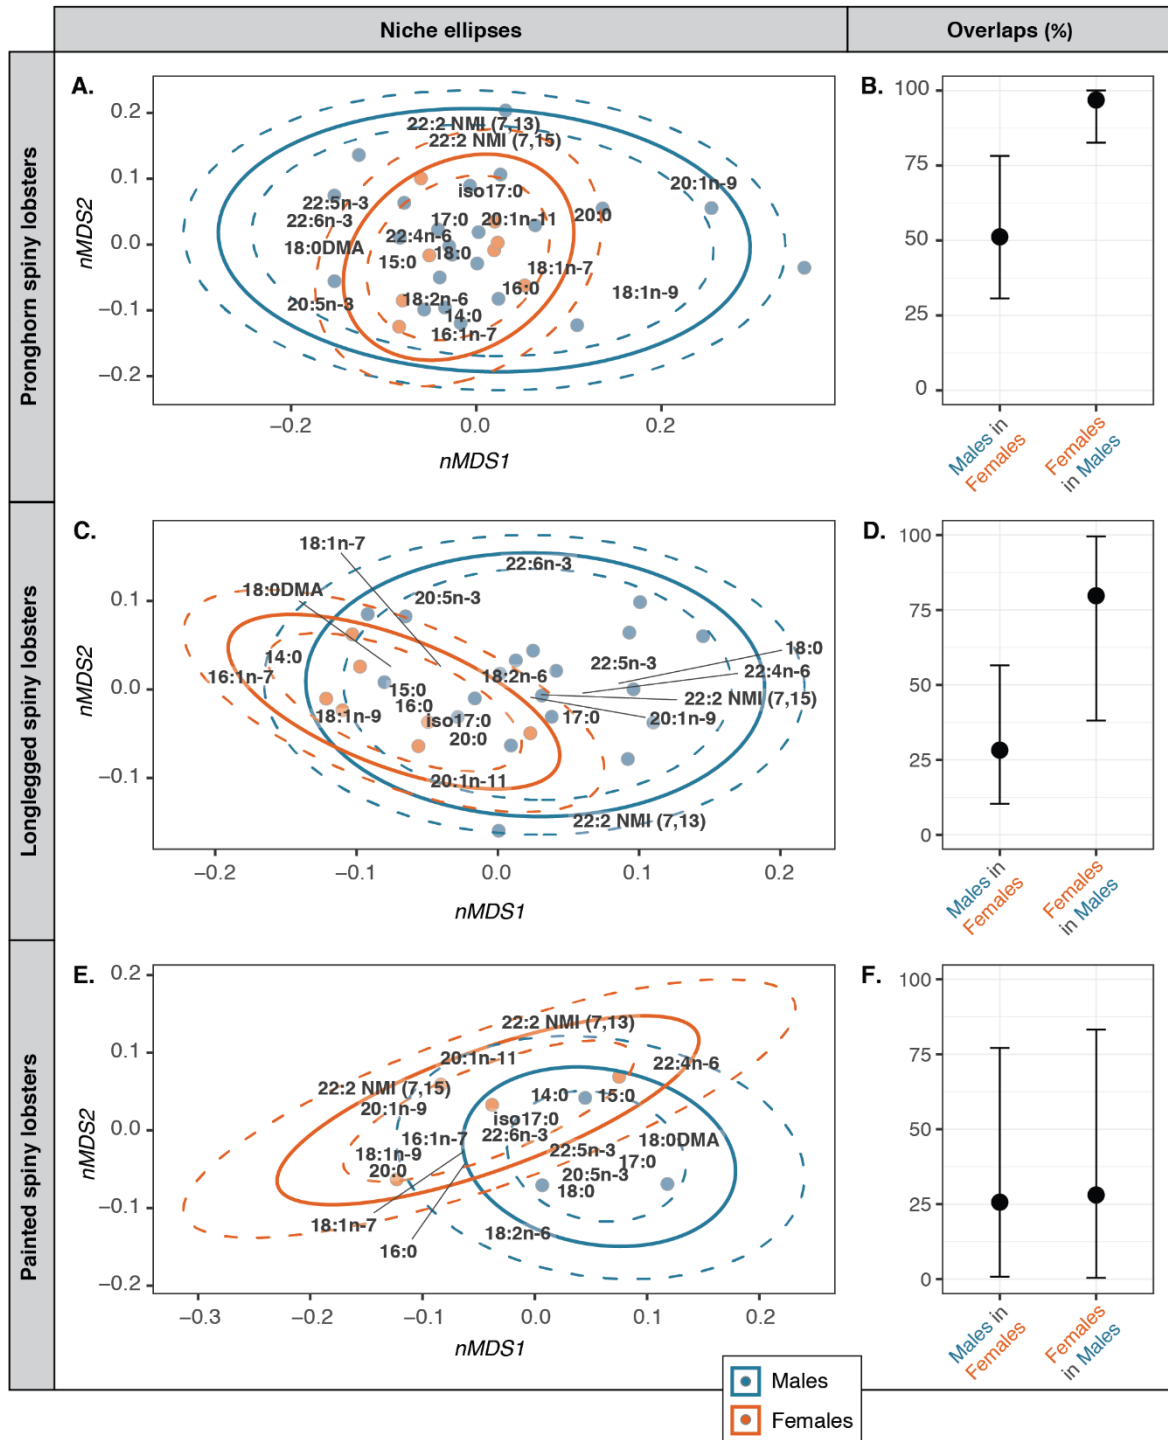 Niche ellipses
Overlaps (%)
Pronghorn spiny lobsters
A.
nMDS2
0.2
0.1
0.0
−0.1
−0.2
22:2 NMI (7,13)
22:2 NMI (7,15)
iso17:0
20:1n-9
22:5n-3
22:6n-3
17:0
20:1n-11
20:0
22:4n-6
18:0DMA
18:0
15:0
18:1n-7
16:0
18:1n-9
20:5n-3
18:2n-6
14:0
16:1n-7
−0.2
0.0
0.2
nMDS1
B.
100
75
50
25
0
Males in
Females
Females
in Males
Longlegged spiny lobsters
C.
nMDS2
0.1
0.0
−0.1
18:1n-7
22:6n-3
18:0DMA
20:5n-3
14:0
16:1n-7
18:0
22:5n-3
22:4n-6
18:2n-6
15:0
16:0
22:2 NMI (7,15)
18:1n-9
iso17:0
17:0
20:1n-9
20:0
20:1n-11
22:2 NMI (7,13)
−0.2
−0.1
0.0
0.1
0.2
nMDS1
D.
100
75
50
25
0
Males in
Females
Females
in Males
Painted spiny lobsters
E.
nMDS2
0.2
0.1
0.0
−0.1
−0.2
22:2 NMI (7,13)
20:1n-11
22:4n-6
22:2 NMI (7,15)
14:0
15:0
20:1n-9
iso17:0
16:1n-7
22:6n-3
18:0DMA
18:1n-9
22:5n-3
17:0
20:0
20:5n-3
18:0
18:1n-7
18:2n-6
16:0
−0.3
−0.2
−0.1
0.0
0.1
0.2
nMDS1
F.
100
75
50
25
0
Males in
Females
Females
in Males
Males
Females